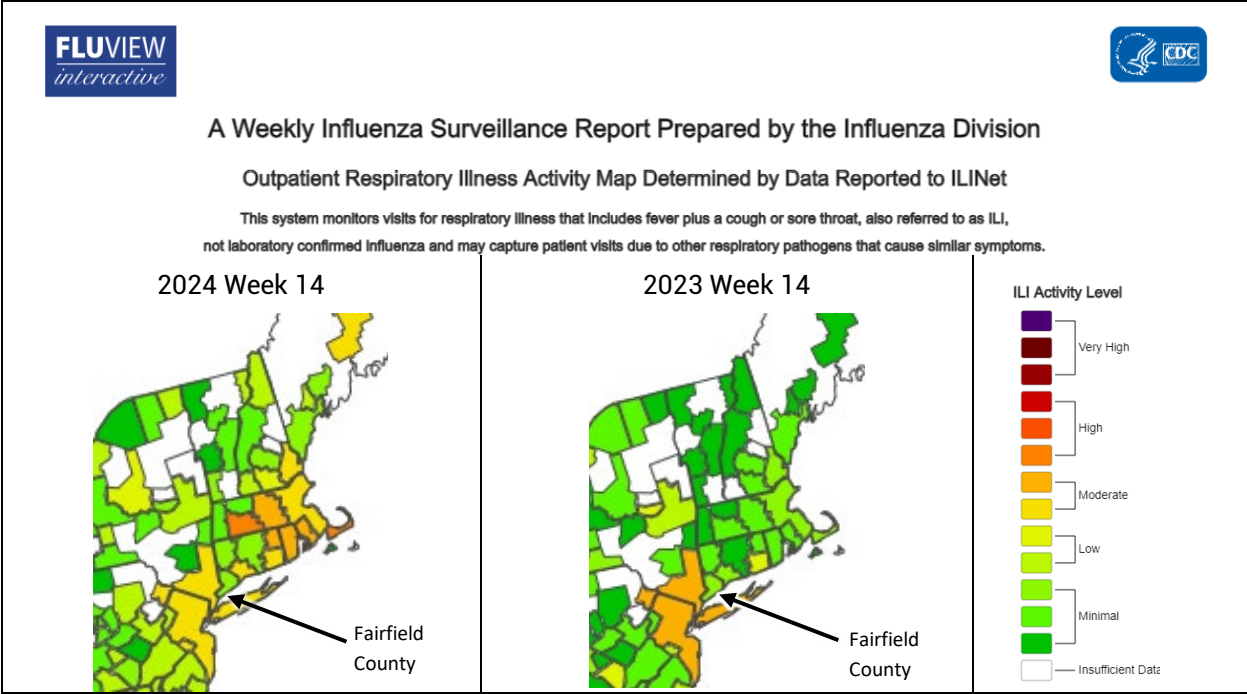 FLUVIEW
interactive
CDC
A Weekly Influenza Surveillance Report Prepared by the Influenza Division
Outpatient Respiratory Illness Activity Map Determined by Data Reported to ILINet
This system monitors visits for respiratory illness that includes fever plus a cough or sore throat, also referred to as ILI,
not laboratory confirmed influenza and may capture patient visits due to other respiratory pathogens that cause similar symptoms.
2024 Week 14
Fairfield
County
2023 Week 14
Fairfield
County
ILI Activity Level
Very High
High
Moderate
Low
Minimal
Insufficient Data